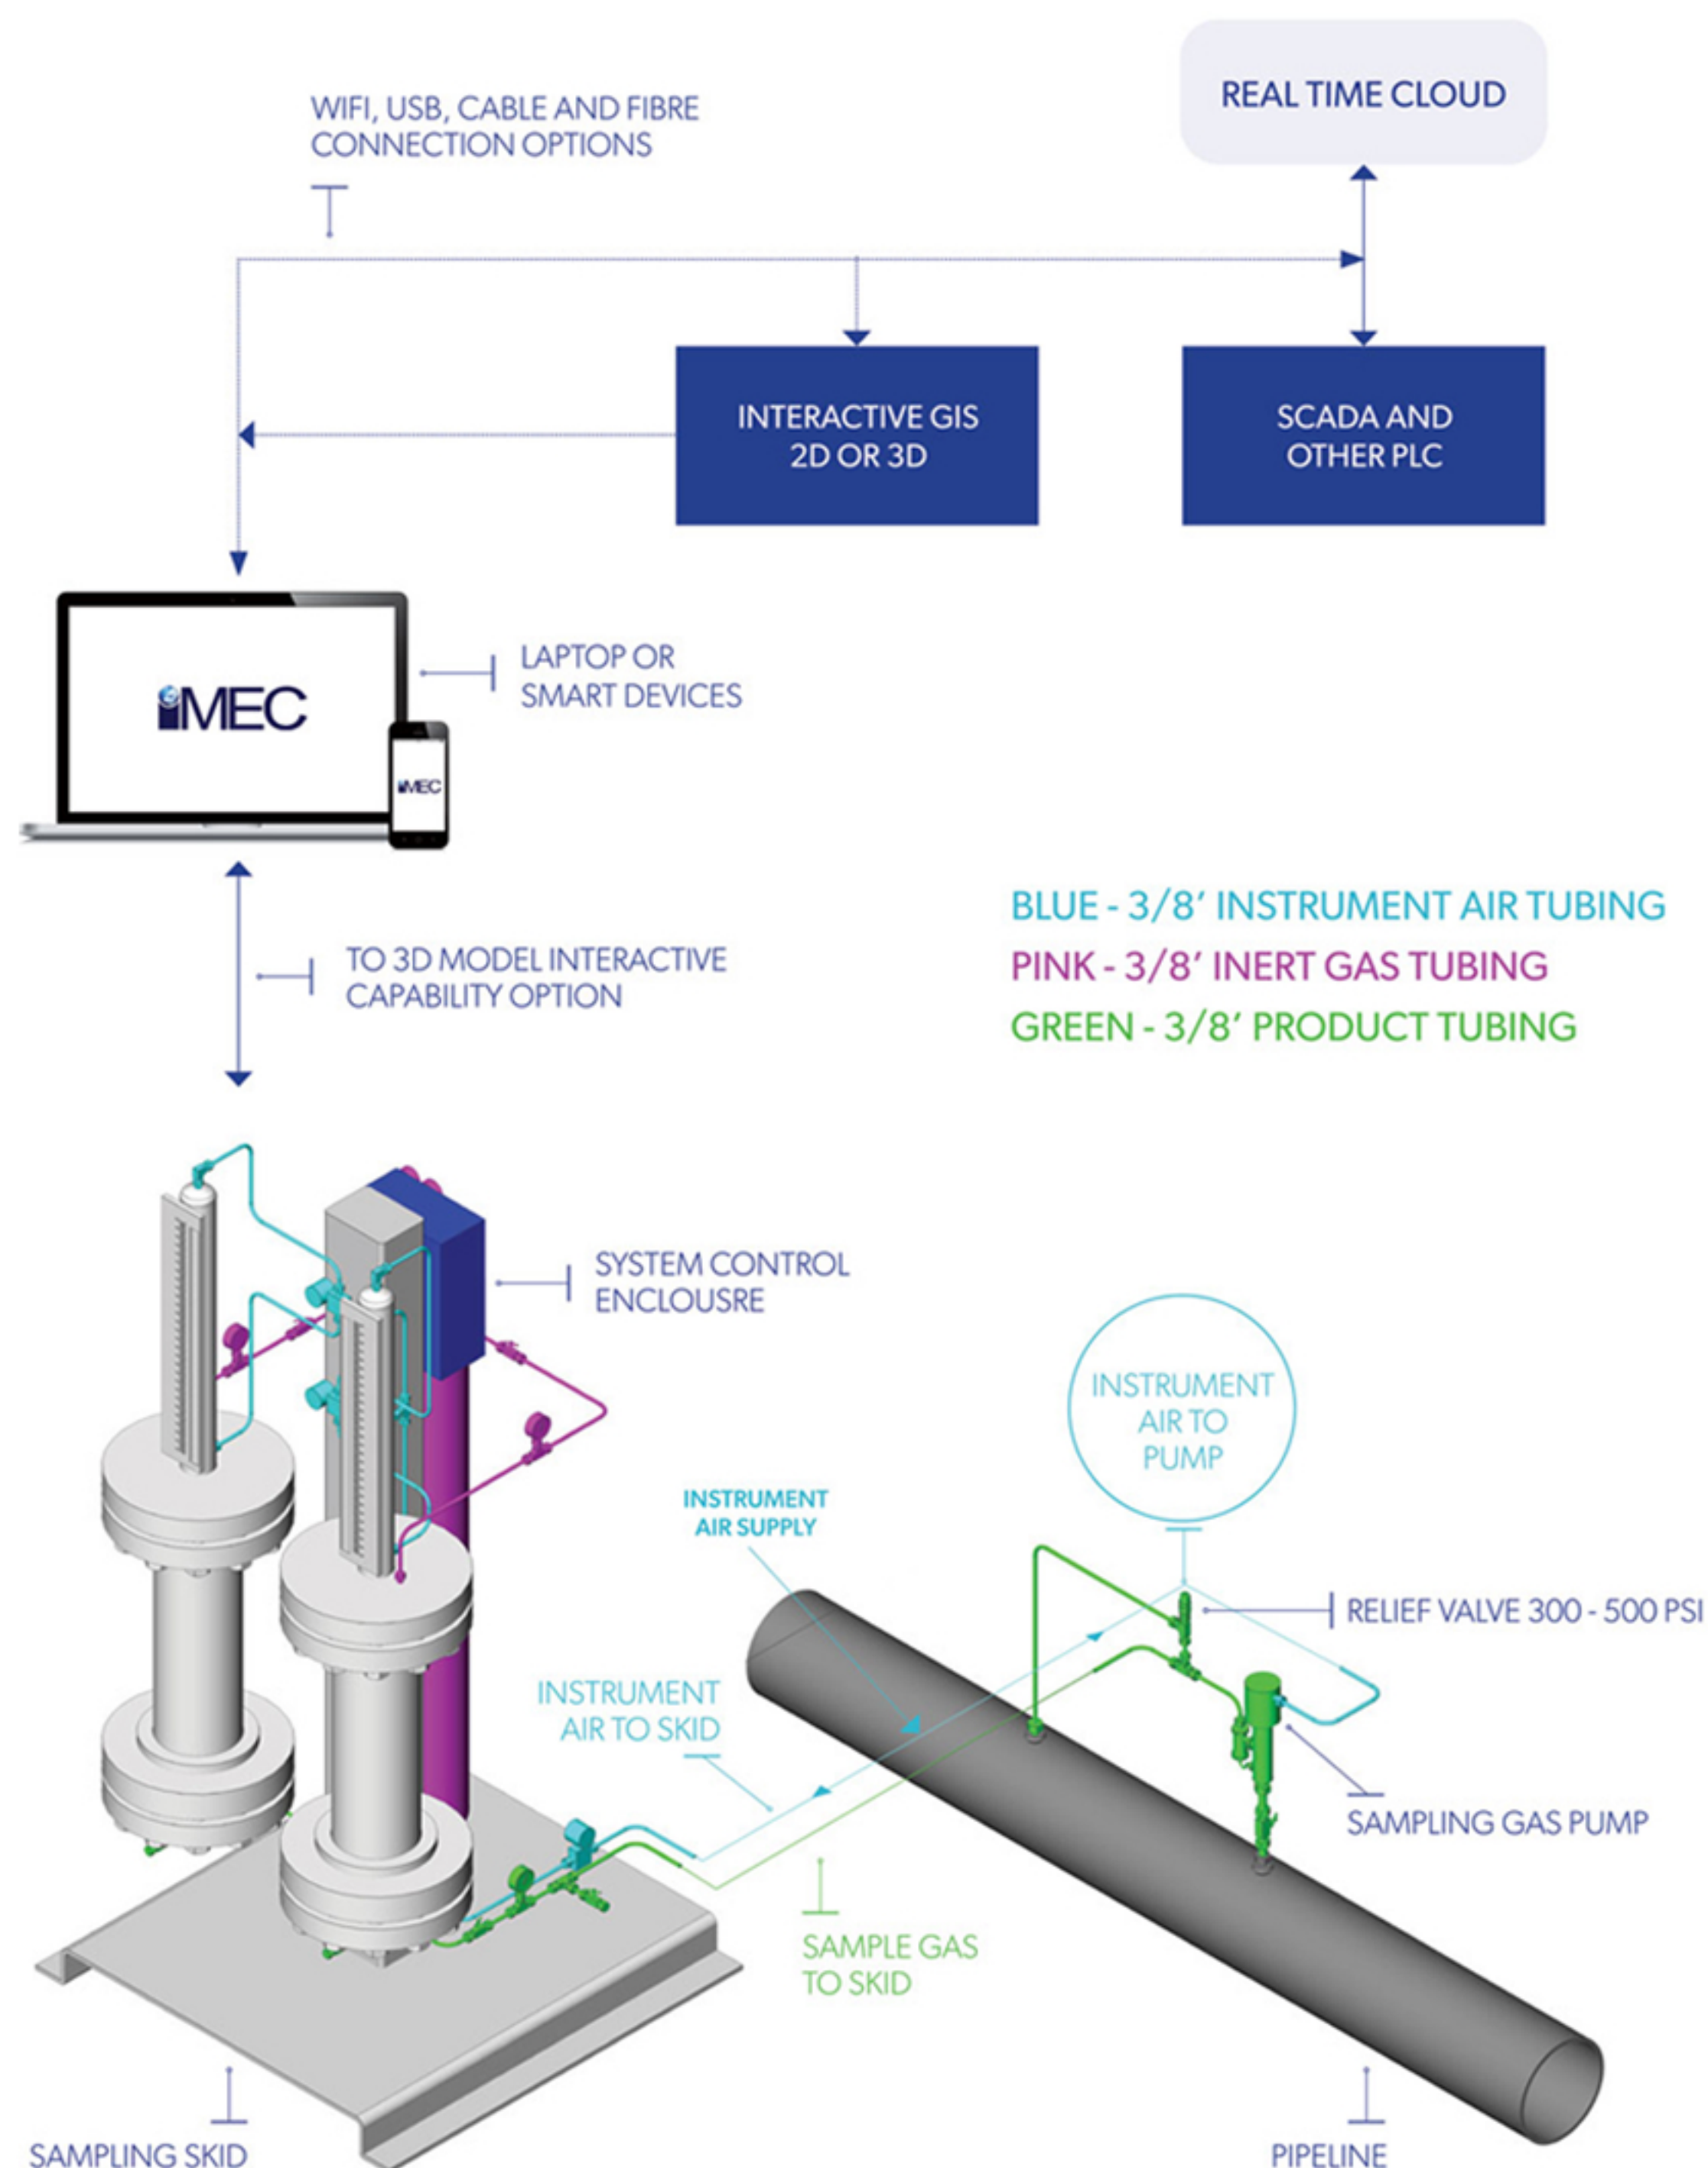 REAL TIME CLOUD
WIFI, USB, CABLE AND FIBRE
CONNECTION OPTIONS
INTERACTIVE GIS
2D OR 3D
SCADA AND
OTHER PLC
iMEC
iMEC
LAPTOP OR
SMART DEVICES
TO 3D MODEL INTERACTIVE
CAPABILITY OPTION
BLUE - 3/8' INSTRUMENT AIR TUBING
PINK - 3/8' INERT GAS TUBING
GREEN - 3/8' PRODUCT TUBING
SYSTEM CONTROL
ENCLOUSRE
INSTRUMENT
AIR TO
PUMP
INSTRUMENT
AIR SUPPLY
RELIEF VALVE 300 - 500 PSI
INSTRUMENT
AIR TO SKID
SAMPLING GAS PUMP
SAMPLE GAS
TO SKID
SAMPLING SKID
PIPELINE